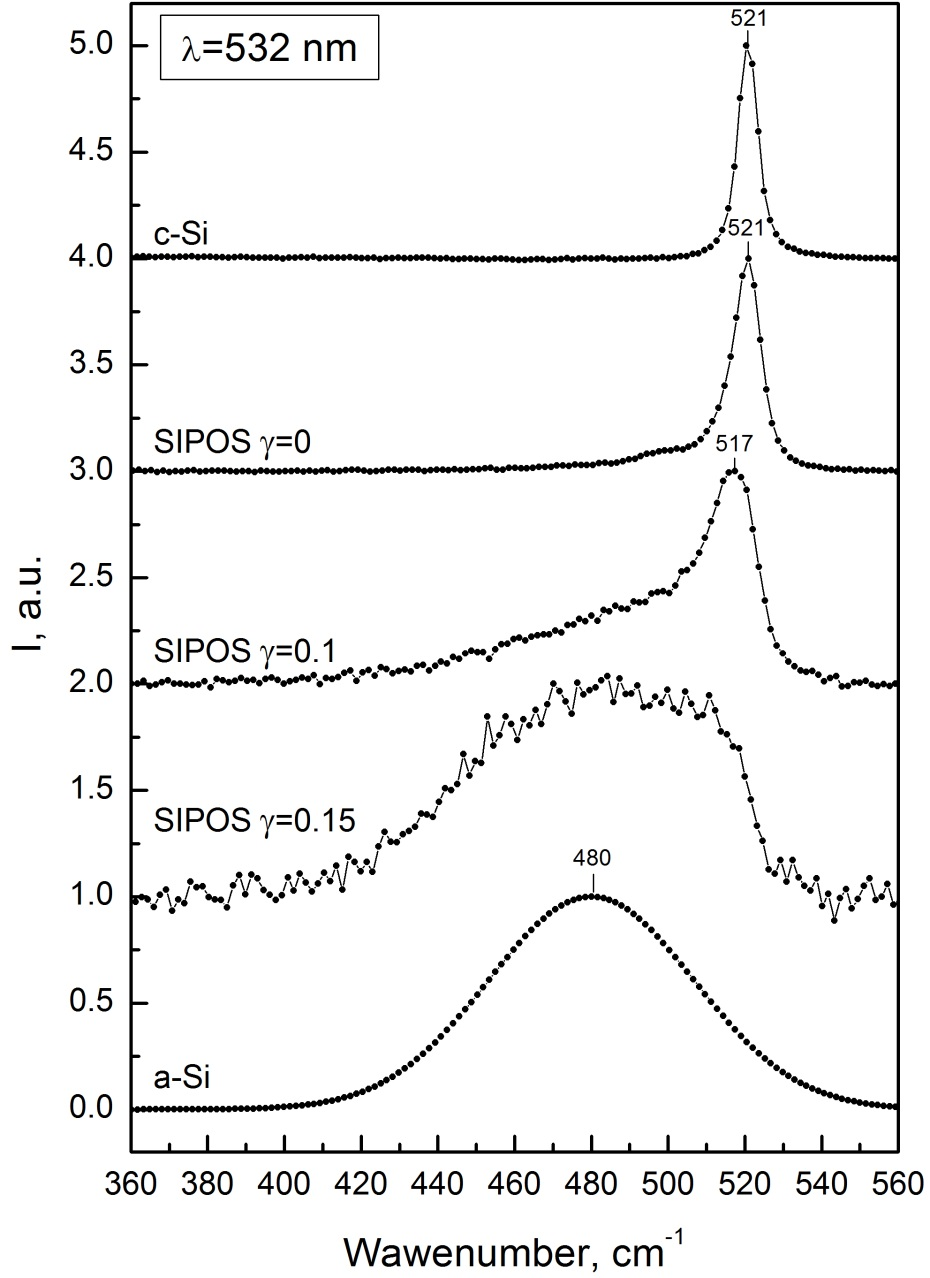 λ=532 nm
521
5.0
4.5
c-Si
521
4.0
3.5
SIPOS γ=0
517
3.0
2.5
SIPOS γ=0.1
2.0
1.5
SIPOS γ=0.15
480
1.0
0.5
a-Si
0.0
I, a.u.
360 380 400 420 440 460 480 500 520 540 560
Wawenumber, cm⁻¹